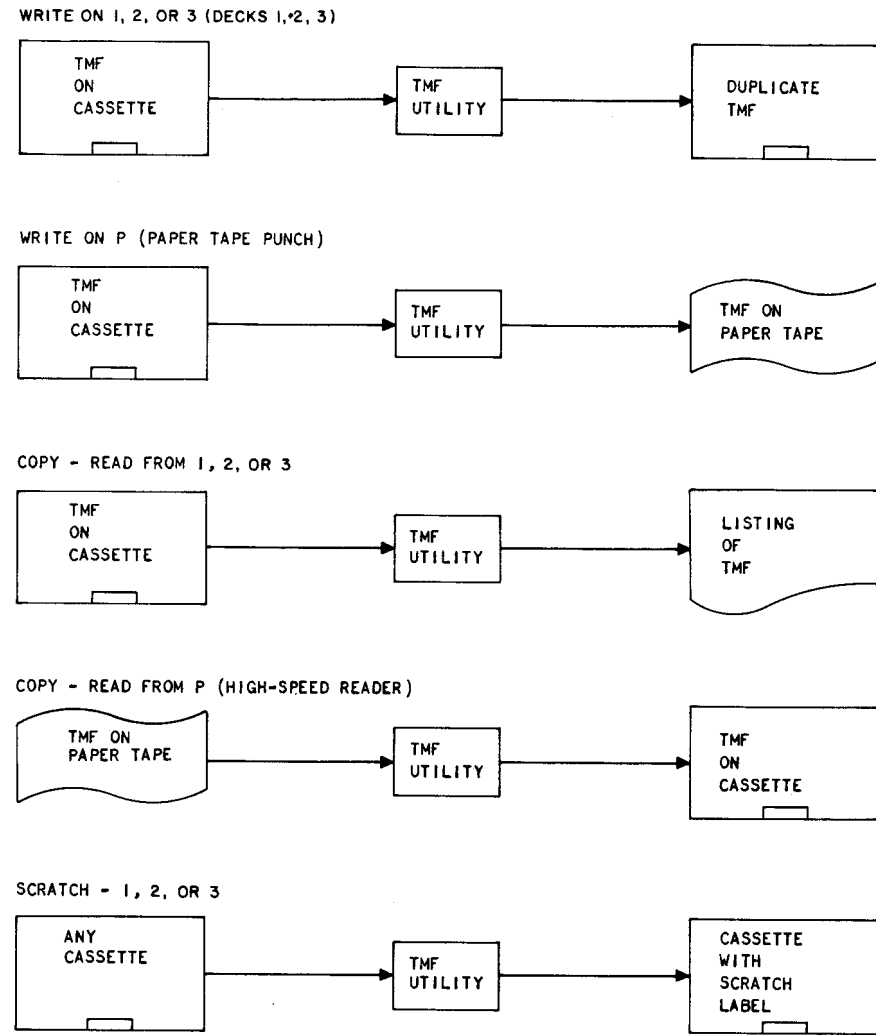 WRITE ON 1, 2, OR 3 (DECKS 1, 2, 3)
TMF
ON
CASSETTE
TMF
UTILITY
DUPLICATE
TMF
WRITE ON P (PAPER TAPE PUNCH)
TMF
ON
CASSETTE
TMF
UTILITY
TMF ON
PAPER TAPE
COPY - READ FROM 1, 2, OR 3
TMF
ON
CASSETTE
TMF
UTILITY
LISTING
OF
TMF
COPY - READ FROM P (HIGH-SPEED READER)
TMF ON
PAPER TAPE
TMF
UTILITY
TMF
ON
CASSETTE
SCRATCH - 1, 2, OR 3
ANY
CASSETTE
TMF
UTILITY
CASSETTE
WITH
SCRATCH
LABEL